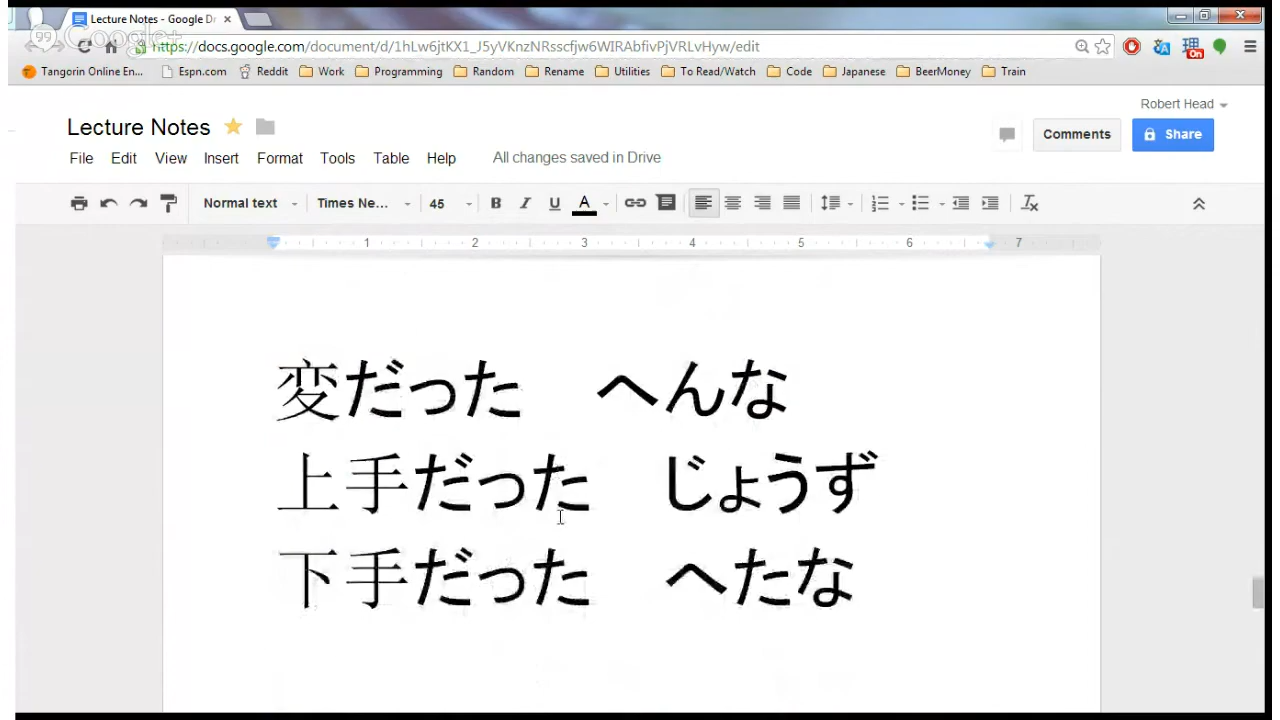 Lecture Notes - Google Dr
Google+
https://docs.google.com/document/d/1hLw6jtKX1_J5yVKnzNRsscfjw6WIRAbfivPjVRLvHyw/edit
Tangorin Online En... Espn.com Reddit Work Programming Random Rename Utilities To Read/Watch Code Japanese BeerMoney Train
Robert Head
Lecture Notes
Comments Share
File Edit View Insert Format Tools Table Help All changes saved in Drive
Normal text Times Ne... 45 B I U A
1 2 3 4 5 6 7
変だった へんな
上手だった じょうず
下手だった へたな